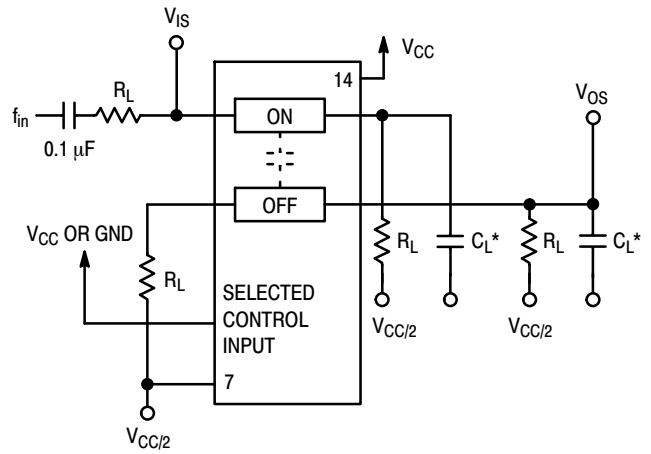 V_IS
V_CC
14
f_in
R_L
0.1 µF
ON
V_OS
OFF
V_CC OR GND
R_L
R_L
C_L*
R_L
C_L*
SELECTED
CONTROL
INPUT
V_CC/2
V_CC/2
7
V_CC/2